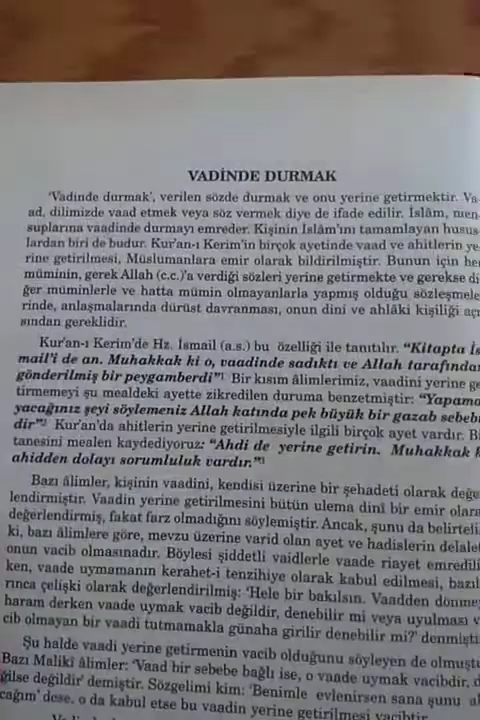 VADİNDE DURMAK
'Vadinde durmak', verilen sözde durmak ve onu yerine getirmektir. Va-
ad, dilimizde vaad etmek veya söz vermek diye de ifade edilir. İslâm, men-
suplarına vaadinde durmayı emreder. Kişinin İslâm'ını tamamlayan husus-
lardan biri de budur. Kur'an-ı Kerim'in birçok ayetinde vaad ve ahitlerin ye-
rine getirilmesi, Müslumanlara emir olarak bildirilmiştir. Bunun için her
müminin, gerek Allah (c.c.)'a verdiği sözleri yerine getirmekte ve gerekse di-
ğer müminlerle ve hatta mümin olmayanlarla yapmış olduğu sözleşmele
rinde, anlaşmalarında dürüst davranması, onun dini ve ahlâki kişiliği açı
sından gereklidir.
Kur'an-ı Kerim'de Hz. İsmail (a.s.) bu özelliği ile tanıtılır. "Kitapta İs
mail'i de an. Muhakkak ki o, vaadinde sadıktı ve Allah tarafından
gönderilmiş bir peygamberdi"¹ Bir kısım âlimlerimiz, vaadini yerine ge
tirmemeyi şu mealdeki ayette zikredilen duruma benzetmiştir: "Yapama
yacağınız şeyi söylemeniz Allah katında pek büyük bir gazab sebeb
dir"² Kur'an'da ahitlerin yerine getirilmesiyle ilgili birçok ayet vardır. Bi
tanesini mealen kaydediyoruz: "Ahdi de yerine getirin. Muhakkak k
ahidden dolayı sorumluluk vardır."³
Bazı âlimler, kişinin vaadini, kendisi üzerine bir şehadeti olarak değe
lendirmiştir. Vaadin yerine getirilmesini bütün ulema dinî bir emir olara
değerlendirmiş, fakat farz olmadığını söylemiştir. Ancak, şunu da belirteli
ki, bazı âlimlere göre, mevzu üzerine varid olan ayet ve hadislerin delalet
onun vacib olmasınadır. Böylesi şiddetli vaidlerle vaade riayet emredili
ken, vaade uymamanın kerahet-i tenzihiye olarak kabul edilmesi, bazıl
rınca çelişki olarak değerlendirilmiş: 'Hele bir bakılsın. Vaadden dönme
haram derken vaade uymak vacib değildir, denebilir mi veya uyulması v
cib olmayan bir vaadi tutmamakla günaha girilir denebilir mi?' denmişti
Şu halde vaadi yerine getirmenin vacib olduğunu söyleyen de olmuştu
Bazı Maliki âlimler: 'Vaad bir sebebe bağlı ise, o vaade uymak vacibdir, d
ğilse değildir' demiştir. Sözgelimi kim: 'Benimle evlenirsen sana şunu al
cağım' dese, o da kabul etse bu vaadin yerine getirilmesi vacibtir.